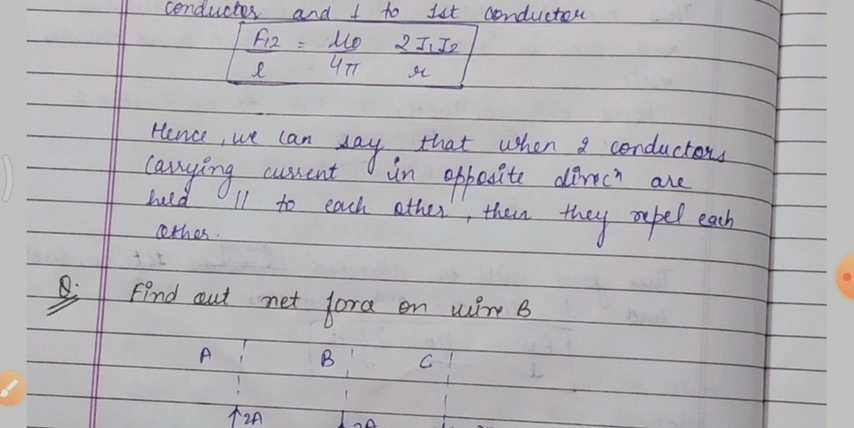 conductor and ⊥ to 1st conductor
F12 / l = μ0 / 4π 2I1I2 / r
Hence, we can say that when 2 conductors
carrying current in opposite direcⁿ are
held || to each other, then they repel each
other.
Q. Find out net force on wire B
A B C
↑2A ↓2A